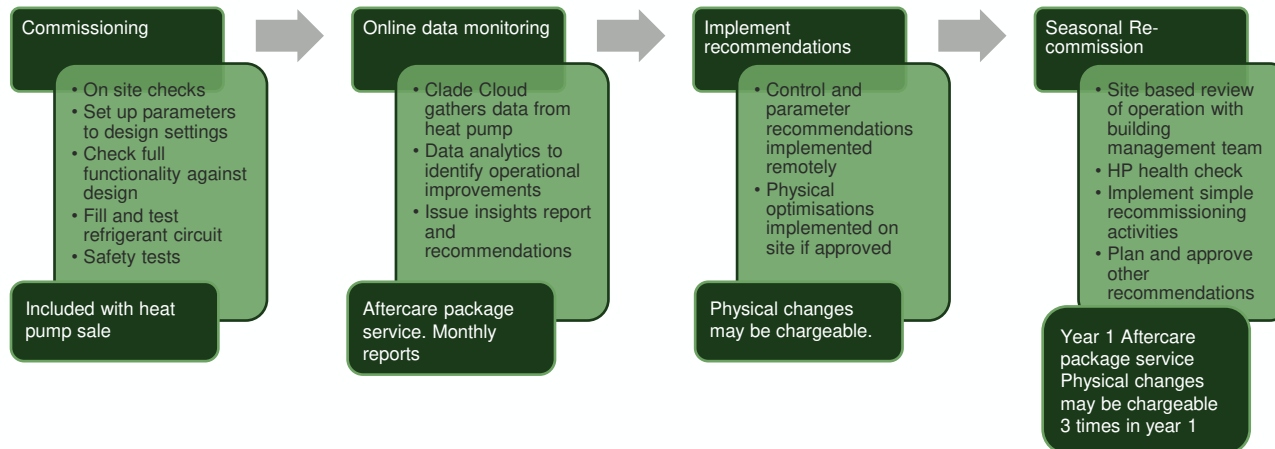 Commissioning
• On site checks
• Set up parameters
to design settings
• Check full
functionality against
design
• Fill and test
refrigerant circuit
• Safety tests
Included with heat
pump sale
Online data monitoring
• Clade Cloud
gathers data from
heat pump
• Data analytics to
identify operational
improvements
• Issue insights report
and
recommendations
Aftercare package
service. Monthly
reports
Implement
recommendations
• Control and
parameter
recommendations
implemented
remotely
• Physical
optimisations
implemented on
site if approved
Physical changes
may be chargeable.
Seasonal Re-
commission
• Site based review
of operation with
building
management team
• HP health check
• Implement simple
recommissioning
activities
• Plan and approve
other
recommendations
Year 1 Aftercare
package service
Physical changes
may be chargeable
3 times in year 1